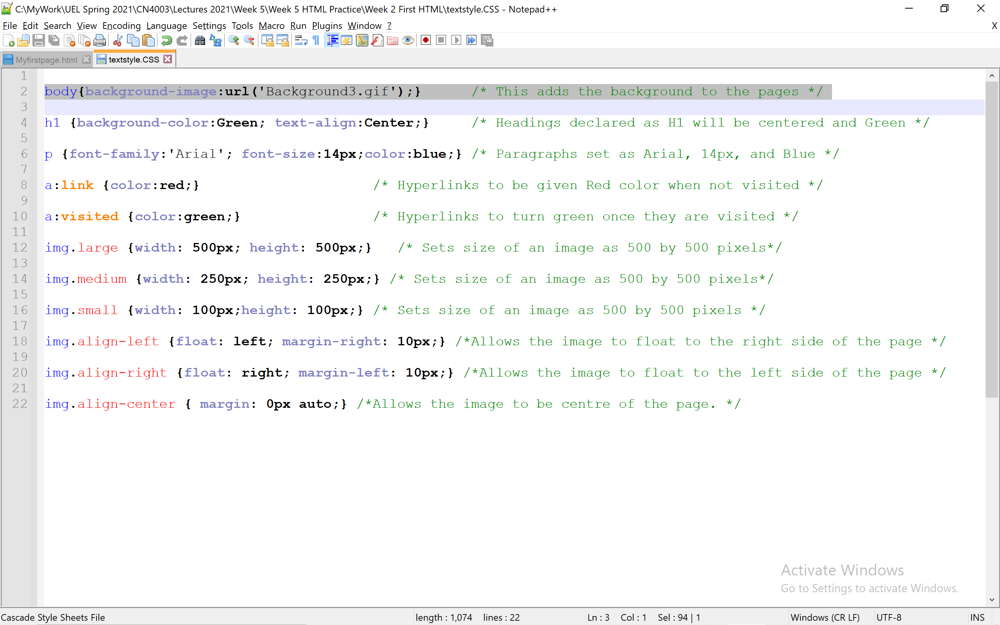 C:\MyWork\UEL Spring 2021\CN4003\Lectures 2021\Week 5\Week 5 HTML Practice\Week 2 First HTML\textstyle.CSS - Notepad++
File Edit Search View Encoding Language Settings Tools Macro Run Plugins Window ? X
Myfirstpage.html textstyle.CSS
1
2 body{background-image:url('Background3.gif');} /* This adds the background to the pages */
3
4 h1 {background-color:Green; text-align:Center;} /* Headings declared as H1 will be centered and Green */
5
6 p {font-family:'Arial'; font-size:14px;color:blue;} /* Paragraphs set as Arial, 14px, and Blue */
7
8 a:link {color:red;} /* Hyperlinks to be given Red color when not visited */
9
10 a:visited {color:green;} /* Hyperlinks to turn green once they are visited */
11
12 img.large {width: 500px; height: 500px;} /* Sets size of an image as 500 by 500 pixels*/
13
14 img.medium {width: 250px; height: 250px;} /* Sets size of an image as 500 by 500 pixels*/
15
16 img.small {width: 100px;height: 100px;} /* Sets size of an image as 500 by 500 pixels */
17
18 img.align-left {float: left; margin-right: 10px;} /*Allows the image to float to the right side of the page */
19
20 img.align-right {float: right; margin-left: 10px;} /*Allows the image to float to the left side of the page */
21
22 img.align-center { margin: 0px auto;} /*Allows the image to be centre of the page. */
Activate Windows
Go to Settings to activate Windows.
Cascade Style Sheets File length : 1,074 lines : 22 Ln : 3 Col : 1 Sel : 94 | 1 Windows (CR LF) UTF-8 INS